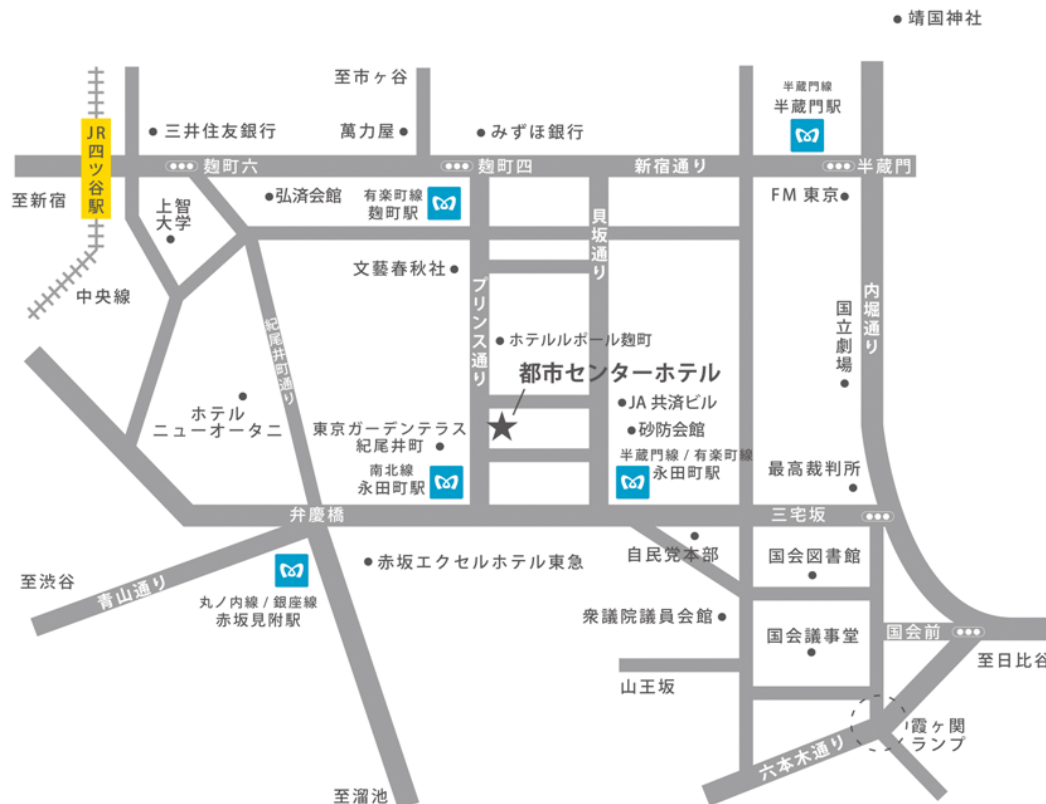 靖国神社
至市ヶ谷
半蔵門線
半蔵門駅
三井住友銀行
萬力屋
みずほ銀行
JR四ツ谷駅
麹町六
麹町四
新宿通り
半蔵門
至新宿
上智
大学
弘済会館
有楽町線
麹町駅
貝坂通り
FM 東京
中央線
文藝春秋社
プリンス通り
内堀通り
国立劇場
紀尾井町通り
ホテルルポール麹町
都市センターホテル
ホテル
ニューオータニ
東京ガーデンテラス
紀尾井町
JA 共済ビル
砂防会館
南北線
永田町駅
半蔵門線 / 有楽町線
永田町駅
最高裁判所
弁慶橋
三宅坂
赤坂エクセルホテル東急
自民党本部
国会図書館
至渋谷
青山通り
丸ノ内線 / 銀座線
赤坂見附駅
衆議院議員会館
国会議事堂
国会前
至日比谷
山王坂
霞ヶ関
ランプ
六本木通り
至溜池